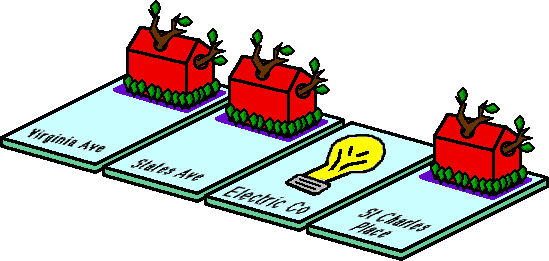 Virginia Ave
States Ave
Electric Co
St Charles
Place